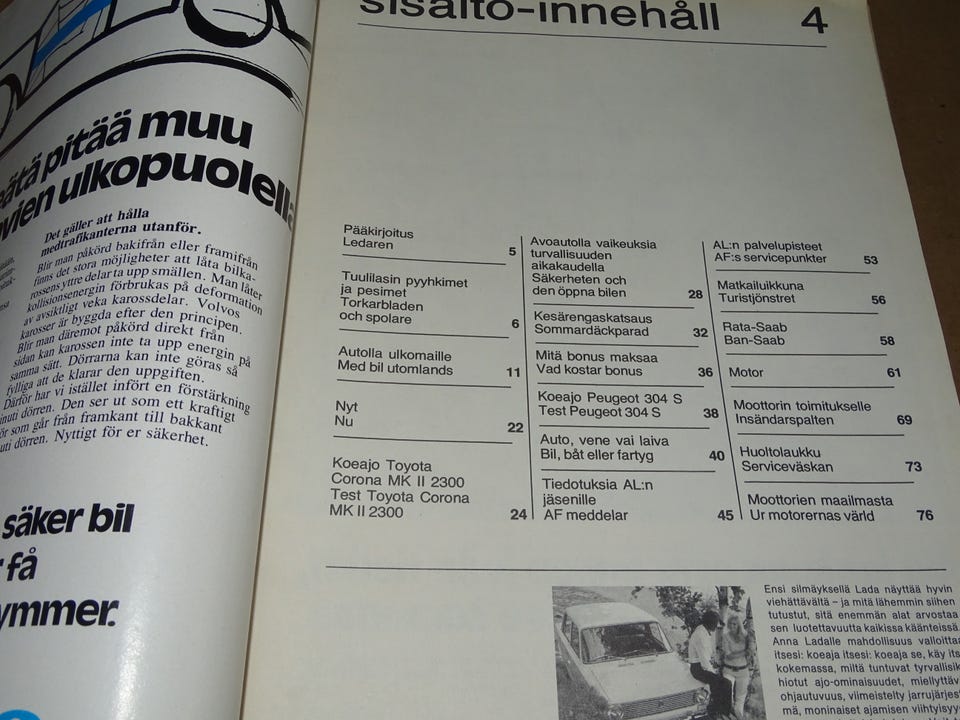 pitää muu
ulkopuolella
Det gäller att hålla
medtrafikanterna utanför.
Blir man påkörd bakifrån eller framifrån
finns det stora möjligheter att låta bilka-
rossens yttre delar ta upp smällen. Man låter
kollisionsenergin förbrukas på deformation
av avsiktligt veka karossdelar. Volvos
karosser är byggda efter den principen.
Blir man däremot påkörd direkt från
sidan kan karossen inte ta upp energin på
samma sätt. Dörrarna kan inte göras så
fylliga att de klarar den uppgiften.
Därför har vi istället infört en förstärkning
inuti dörren. Den ser ut som ett kraftigt
rör som går från framkant till bakkant
inuti dörren. Nyttigt för er säkerhet.
säker bil
få
sisältö-innehåll 4
Pääkirjoitus
Ledaren 5
Tuulilasin pyyhkimet
ja pesimet
Torkarbladen
och spolare 6
Autolla ulkomaille
Med bil utomlands 11
Nyt
Nu 22
Koeajo Toyota
Corona MK II 2300
Test Toyota Corona
MK II 2300 24
Avoautolla vaikeuksia
turvallisuuden
aikakaudella
Säkerheten och
den öppna bilen 28
Kesärengaskatsaus
Sommardäckparad 32
Mitä bonus maksaa
Vad kostar bonus 36
Koeajo Peugeot 304 S
Test Peugeot 304 S 38
Auto, vene vai laiva
Bil, båt eller fartyg 40
Tiedotuksia AL:n
jäsenille
AF meddelar 45
AL:n palvelupisteet
AF:s servicepunkter 53
Matkailuikkuna
Turistjönstret 56
Rata-Saab
Ban-Saab 58
Motor 61
Moottorin toimitukselle
Insändarspalten 69
Huoltolaukku
Serviceväskan 73
Moottorien maailmasta
Ur motorernas värld 76
Ensi silmäyksellä Lada näyttää hyvin
viehättävältä – ja mitä lähemmin siihen
tutustut, sitä enemmän alat arvostaa
sen luotettavuutta kaikissa käänteissä.
Anna Ladalle mahdollisuus valloittaa
itsesi: koeaja itsesi: koeaja se, käy
kokemassa, miltä tuntuvat
hiotut ajo-ominaisuudet,
ohjautuvuus, viimeistelty
mä, moninaiset ajamisen